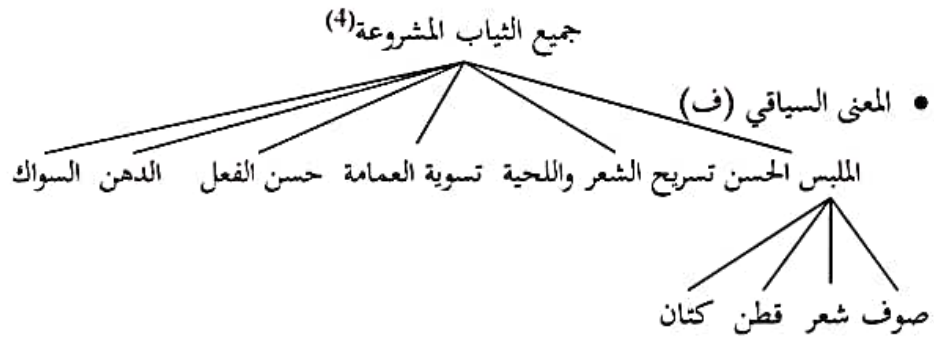 جميع الثياب المشروعة(4)
• المعنى السياقي (ف)
الملبس الحسن تسريح الشعر واللحية تسوية العمامة حسن الفعل الدهن السواك
صوف شعر قطن كتان